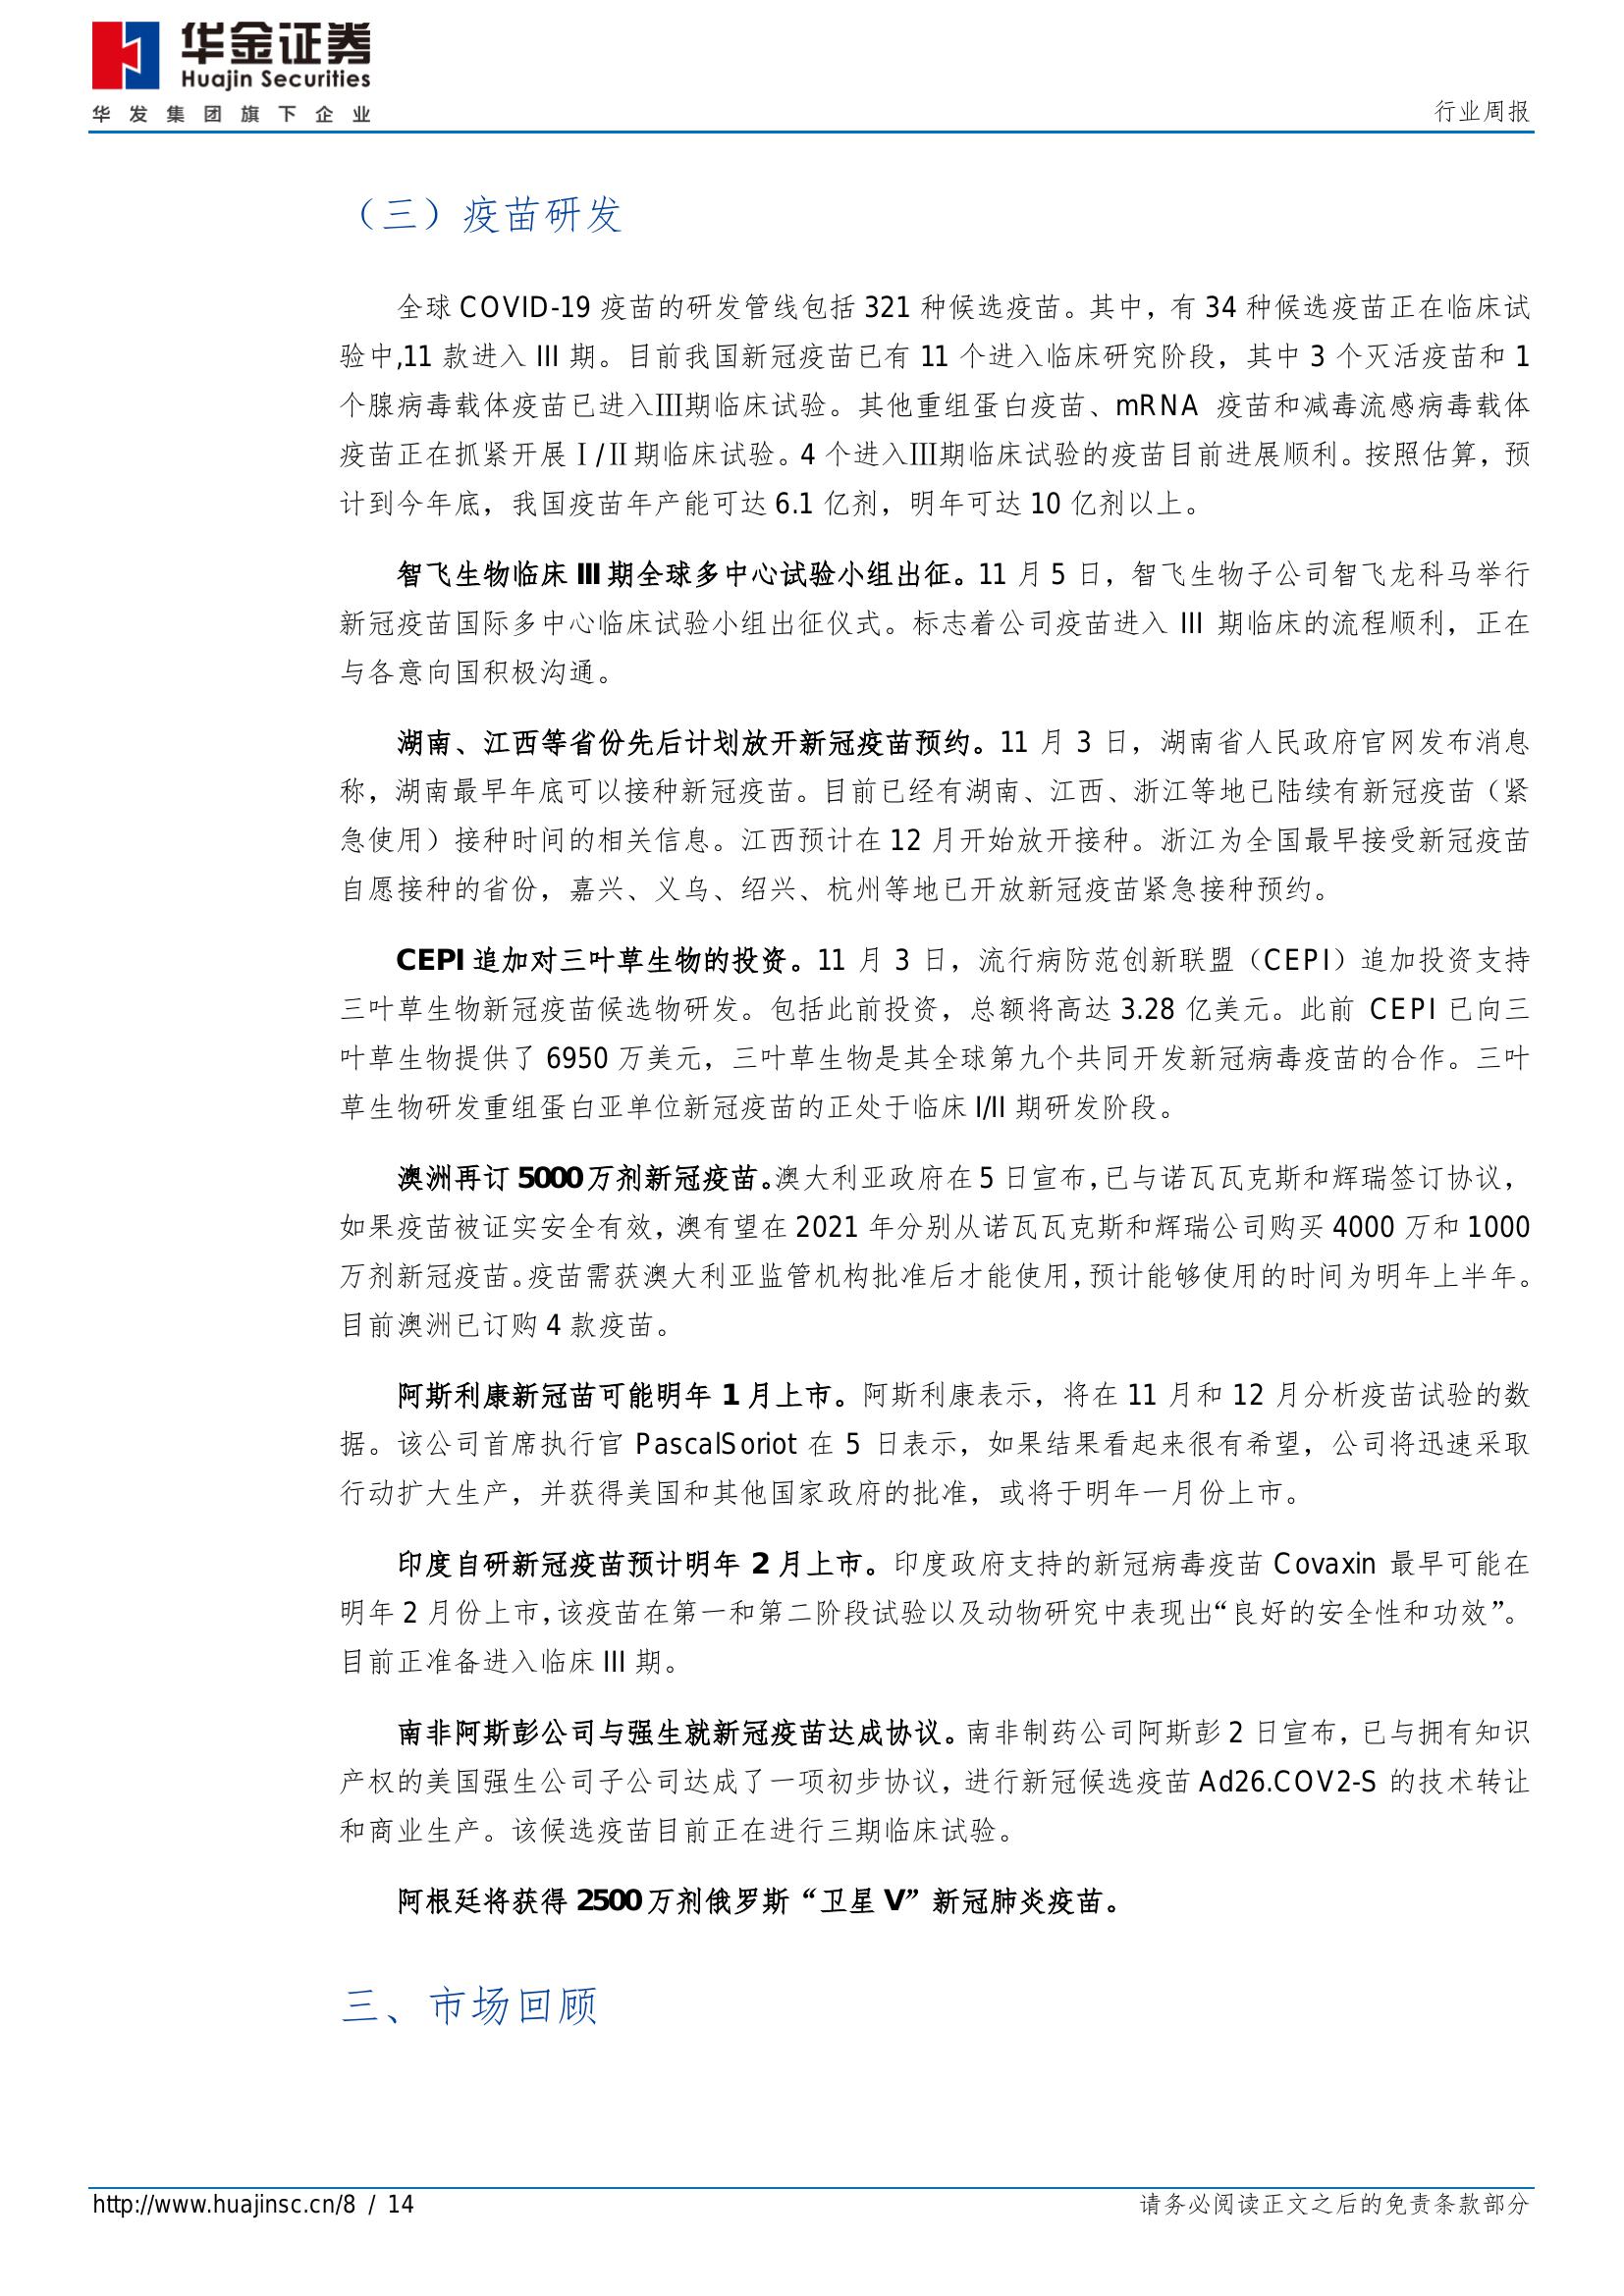 华金证券
Huajin Securities
华发集团旗下企业
行业周报
（三）疫苗研发
全球 COVID-19 疫苗的研发管线包括 321 种候选疫苗。其中，有 34 种候选疫苗正在临床试
验中,11 款进入 III 期。目前我国新冠疫苗已有 11 个进入临床研究阶段，其中 3 个灭活疫苗和 1
个腺病毒载体疫苗已进入Ⅲ期临床试验。其他重组蛋白疫苗、mRNA 疫苗和减毒流感病毒载体
疫苗正在抓紧开展Ⅰ/Ⅱ期临床试验。4 个进入Ⅲ期临床试验的疫苗目前进展顺利。按照估算，预
计到今年底，我国疫苗年产能可达 6.1 亿剂，明年可达 10 亿剂以上。
智飞生物临床 III 期全球多中心试验小组出征。11 月 5 日，智飞生物子公司智飞龙科马举行
新冠疫苗国际多中心临床试验小组出征仪式。标志着公司疫苗进入 III 期临床的流程顺利，正在
与各意向国积极沟通。
湖南、江西等省份先后计划放开新冠疫苗预约。11 月 3 日，湖南省人民政府官网发布消息
称，湖南最早年底可以接种新冠疫苗。目前已经有湖南、江西、浙江等地已陆续有新冠疫苗（紧
急使用）接种时间的相关信息。江西预计在 12 月开始放开接种。浙江为全国最早接受新冠疫苗
自愿接种的省份，嘉兴、义乌、绍兴、杭州等地已开放新冠疫苗紧急接种预约。
CEPI 追加对三叶草生物的投资。11 月 3 日，流行病防范创新联盟（CEPI）追加投资支持
三叶草生物新冠疫苗候选物研发。包括此前投资，总额将高达 3.28 亿美元。此前 CEPI 已向三
叶草生物提供了 6950 万美元，三叶草生物是其全球第九个共同开发新冠病毒疫苗的合作。三叶
草生物研发重组蛋白亚单位新冠疫苗的正处于临床 I/II 期研发阶段。
澳洲再订 5000 万剂新冠疫苗。澳大利亚政府在 5 日宣布，已与诺瓦瓦克斯和辉瑞签订协议，
如果疫苗被证实安全有效，澳有望在 2021 年分别从诺瓦瓦克斯和辉瑞公司购买 4000 万和 1000
万剂新冠疫苗。疫苗需获澳大利亚监管机构批准后才能使用，预计能够使用的时间为明年上半年。
目前澳洲已订购 4 款疫苗。
阿斯利康新冠苗可能明年 1 月上市。阿斯利康表示，将在 11 月和 12 月分析疫苗试验的数
据。该公司首席执行官 PascalSoriot 在 5 日表示，如果结果看起来很有希望，公司将迅速采取
行动扩大生产，并获得美国和其他国家政府的批准，或将于明年一月份上市。
印度自研新冠疫苗预计明年 2 月上市。印度政府支持的新冠病毒疫苗 Covaxin 最早可能在
明年 2 月份上市，该疫苗在第一和第二阶段试验以及动物研究中表现出“良好的安全性和功效”。
目前正准备进入临床 III 期。
南非阿斯彭公司与强生就新冠疫苗达成协议。南非制药公司阿斯彭 2 日宣布，已与拥有知识
产权的美国强生公司子公司达成了一项初步协议，进行新冠候选疫苗 Ad26.COV2-S 的技术转让
和商业生产。该候选疫苗目前正在进行三期临床试验。
阿根廷将获得 2500 万剂俄罗斯“卫星 V”新冠肺炎疫苗。
三、市场回顾
http://www.huajinsc.cn/8 / 14
请务必阅读正文之后的免责条款部分